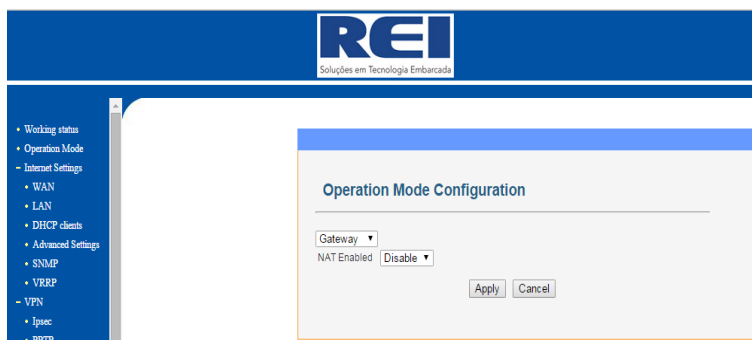 REI
Soluções em Tecnologia Embarcada
Working status
Operation Mode
Internet Settings
WAN
LAN
DHCP clients
Advanced Settings
SNMP
VRRP
VPN
Ipsec
PPTP
Operation Mode Configuration
Gateway
NAT Enabled Disable
Apply Cancel